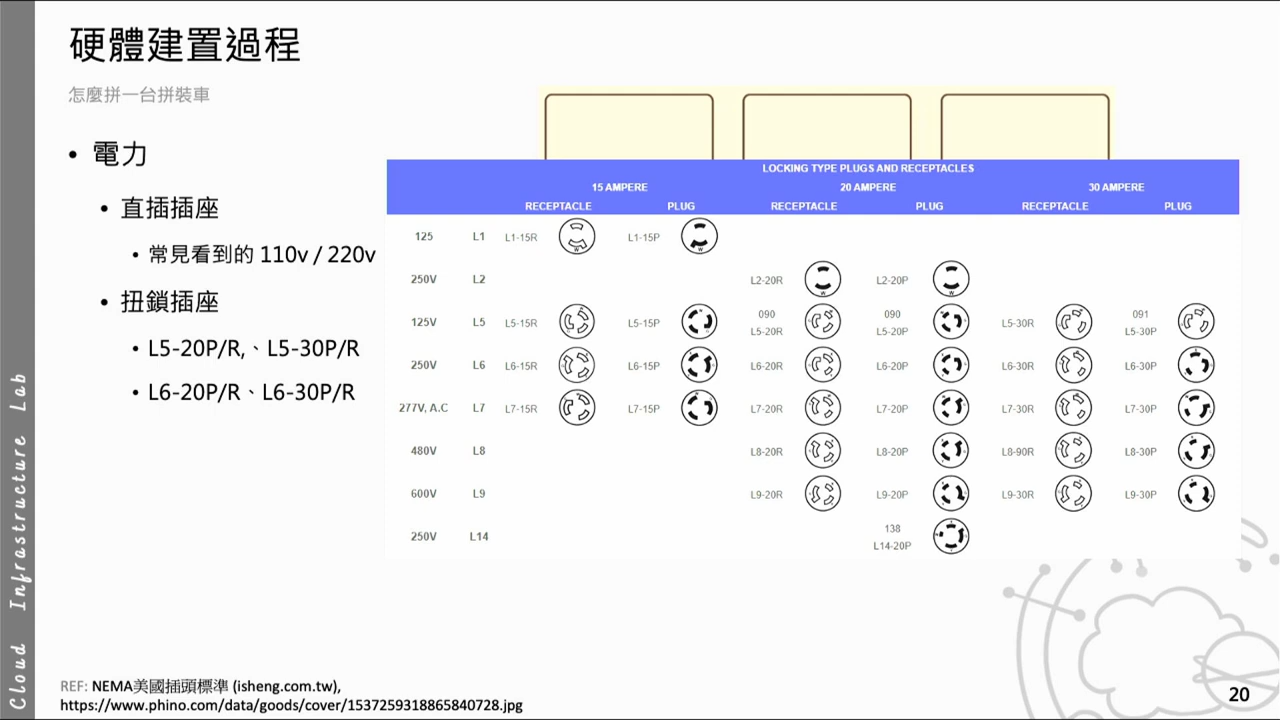 硬體建置過程
怎麼拼一台拼裝車
• 電力
• 直插插座
• 常見看到的 110v / 220v
• 扭鎖插座
• L5-20P/R,、L5-30P/R
• L6-20P/R、L6-30P/R
LOCKING TYPE PLUGS AND RECEPTACLES
15 AMPERE 20 AMPERE 30 AMPERE
RECEPTACLE PLUG RECEPTACLE PLUG RECEPTACLE PLUG
125 L1 L1-15R L1-15P
250V L2 L2-20R L2-20P
125V L5 L5-15R L5-15P 090 L5-20R 090 L5-20P L5-30R 091 L5-30P
250V L6 L6-15R L6-15P L6-20R L6-20P L6-30R L6-30P
277V, A.C L7 L7-15R L7-15P L7-20R L7-20P L7-30R L7-30P
480V L8 L8-20R L8-20P L8-90R L8-30P
600V L9 L9-20R L9-20P L9-30R L9-30P
250V L14 138 L14-20P
REF: NEMA美國插頭標準 (isheng.com.tw),
https://www.phino.com/data/goods/cover/1537259318865840728.jpg
20
Cloud Infrastructure Lab